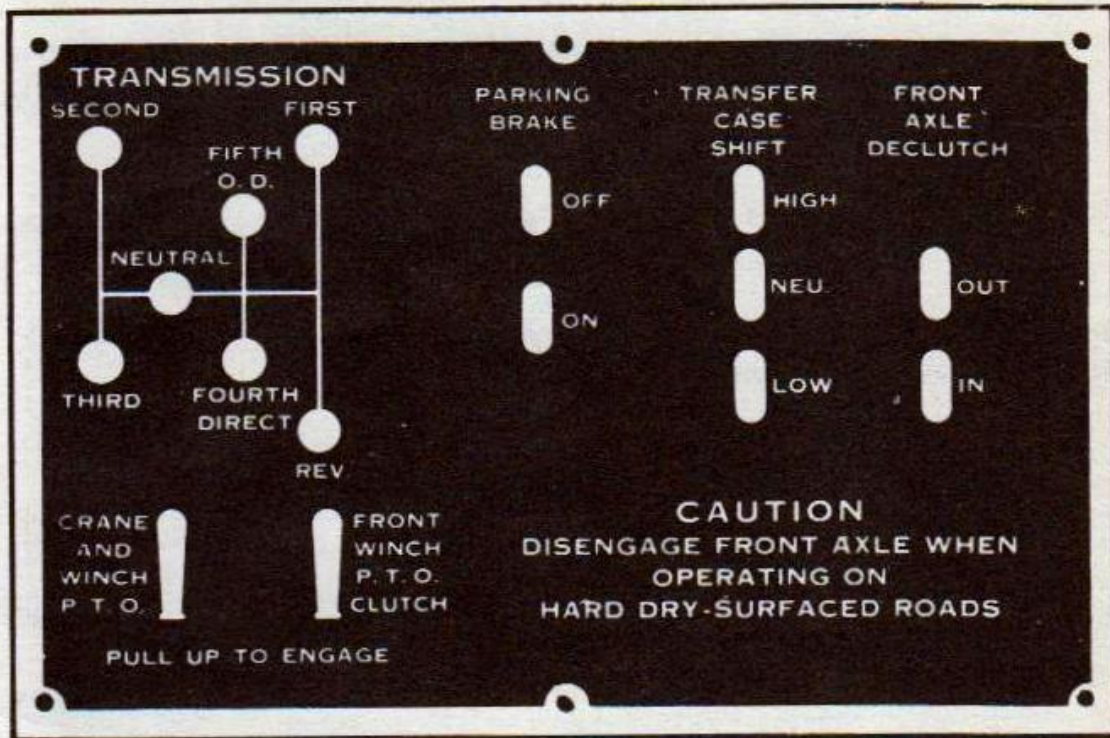 TRANSMISSION
SECOND
FIRST
FIFTH
O. D.
NEUTRAL
THIRD
FOURTH
DIRECT
REV
PARKING
BRAKE
OFF
ON
TRANSFER
CASE
SHIFT
HIGH
NEU.
LOW
FRONT
AXLE
DECLUTCH
OUT
IN
CRANE
AND
WINCH
P. T. O.
FRONT
WINCH
P. T. O.
CLUTCH
PULL UP TO ENGAGE
CAUTION
DISENGAGE FRONT AXLE WHEN
OPERATING ON
HARD DRY-SURFACED ROADS